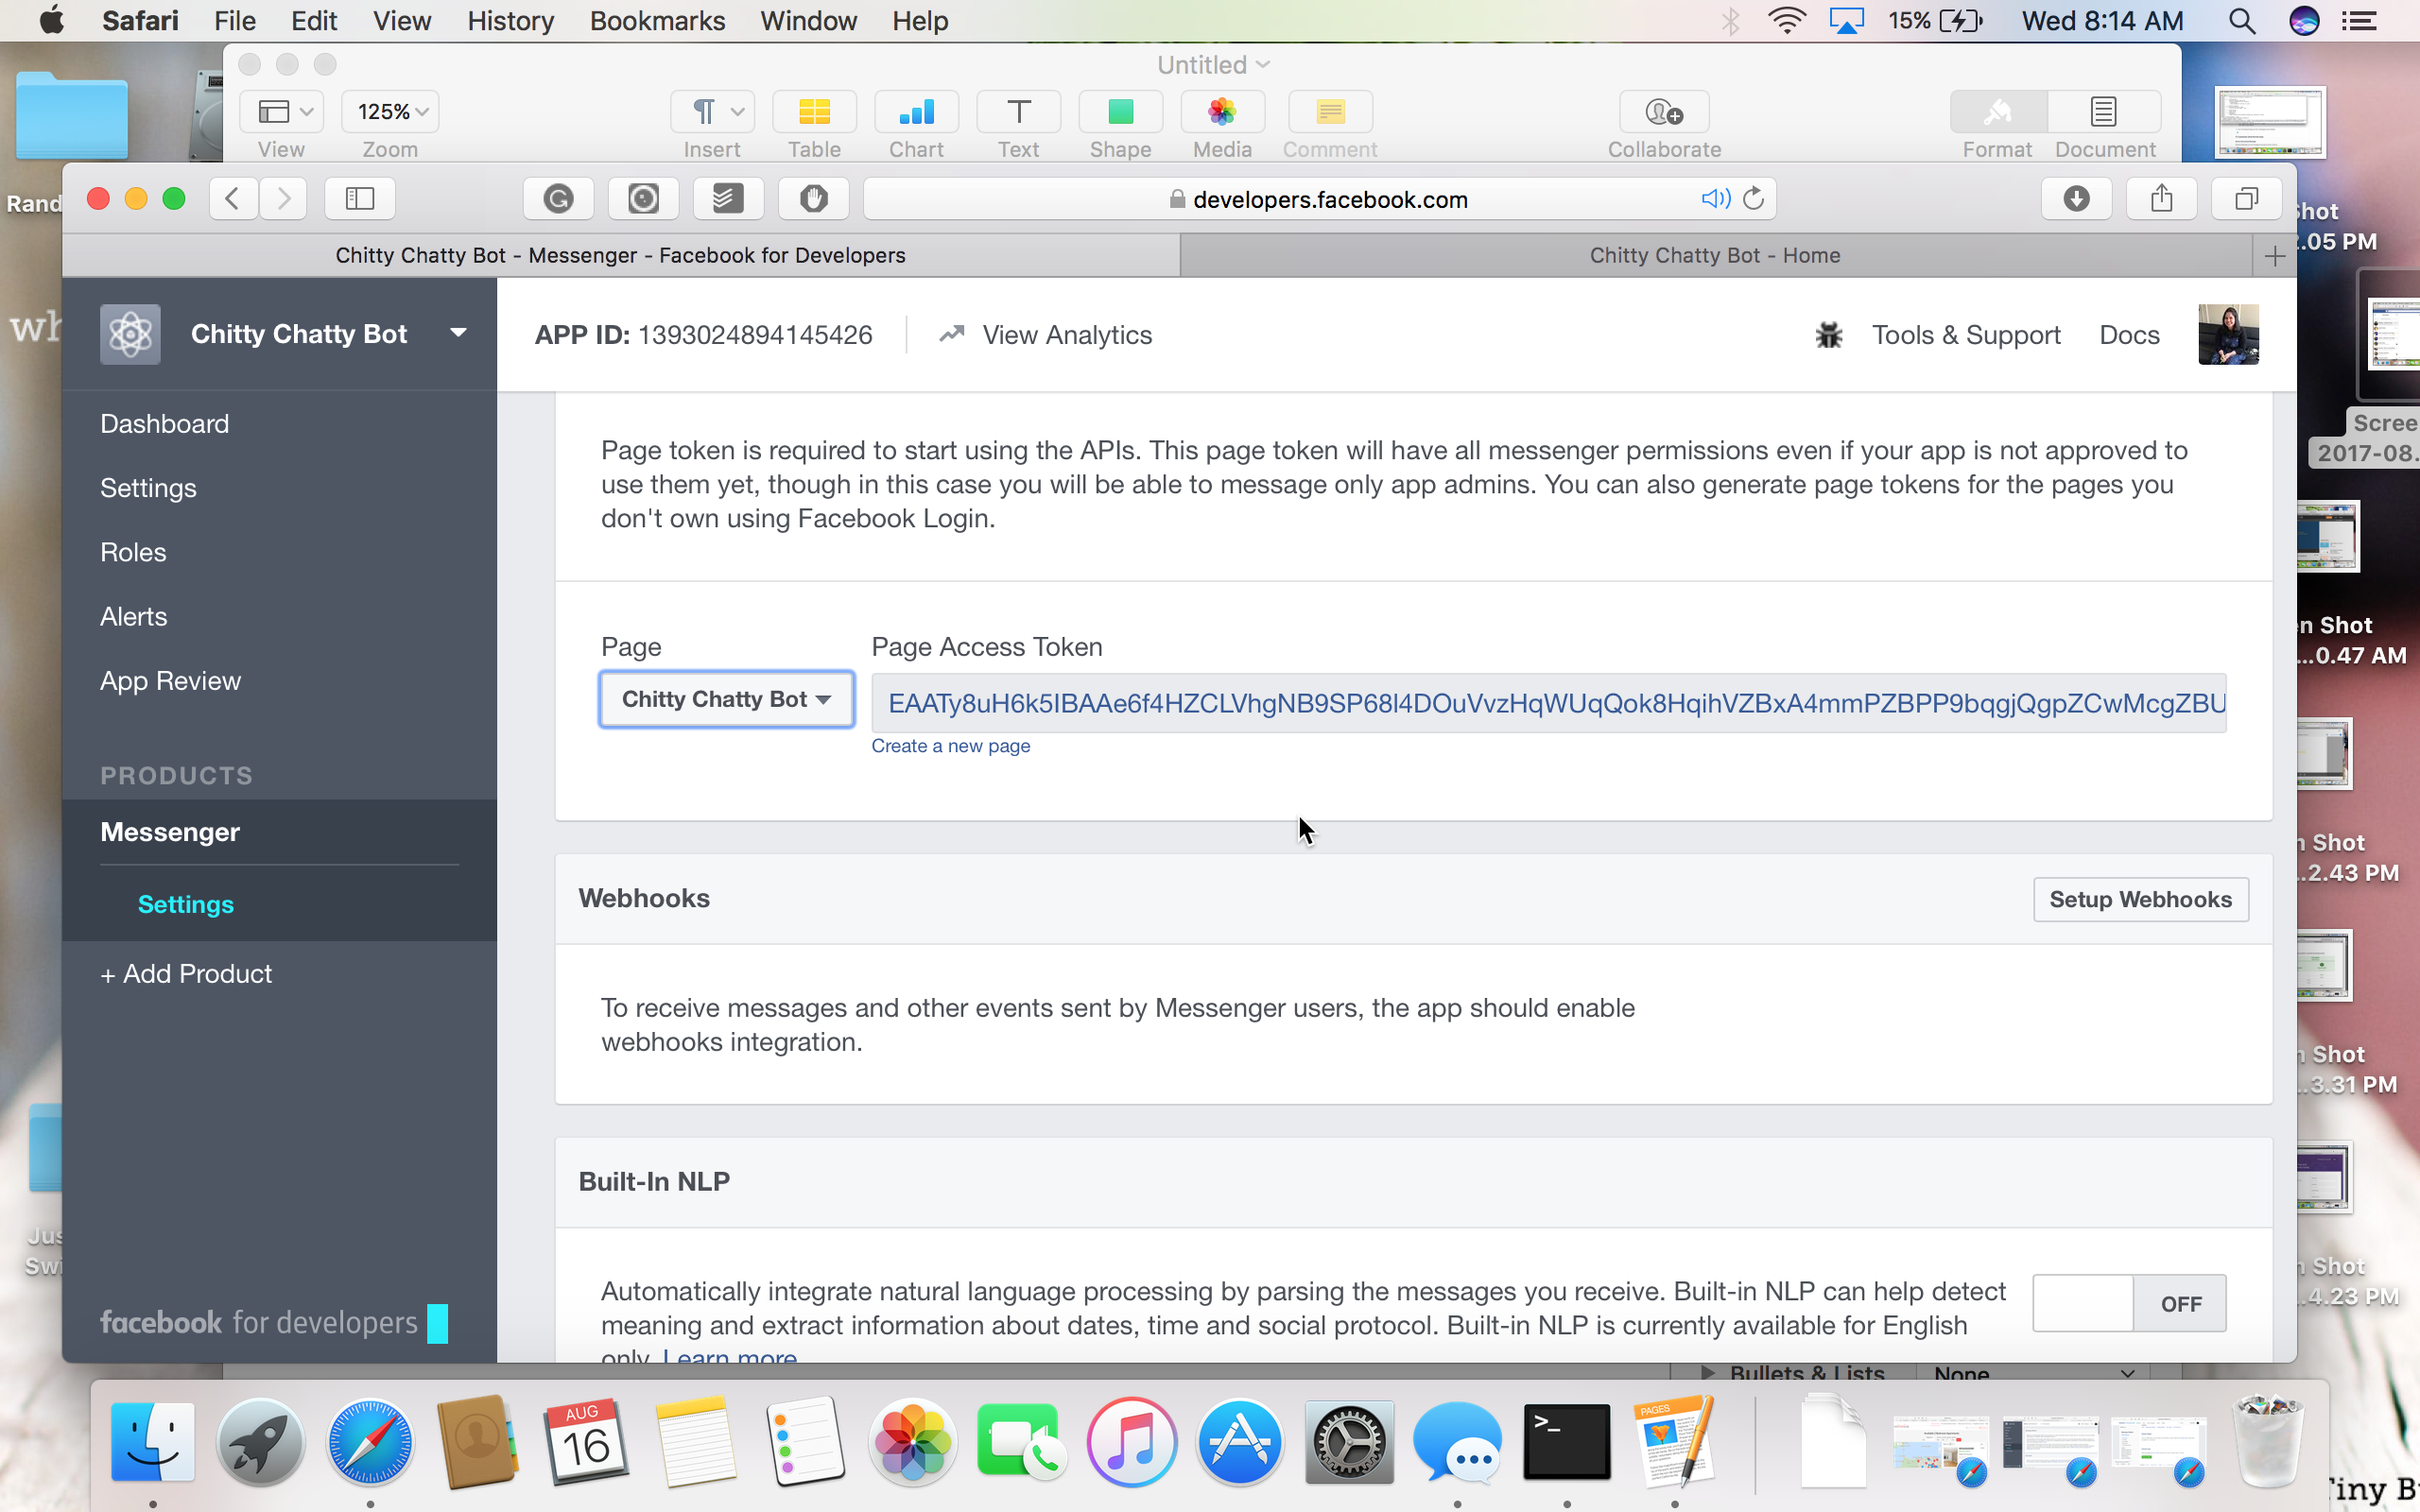 Safari File Edit View History Bookmarks Window Help 15% Wed 8:14 AM
Untitled
125%
View Zoom Insert Table Chart Text Shape Media Comment Collaborate Format Document
developers.facebook.com
Chitty Chatty Bot - Messenger - Facebook for Developers
Chitty Chatty Bot - Home
Chitty Chatty Bot
APP ID: 1393024894145426 View Analytics Tools & Support Docs
Dashboard
Settings
Roles
Alerts
App Review
PRODUCTS
Messenger
Settings
+ Add Product
facebook for developers
Page token is required to start using the APIs. This page token will have all messenger permissions even if your app is not approved to
use them yet, though in this case you will be able to message only app admins. You can also generate page tokens for the pages you
don't own using Facebook Login.
Page Page Access Token
Chitty Chatty Bot EAATy8uH6k5IBAAe6f4HZCLVhgNB9SP68I4DOuVvzHqWUqQok8HqihVZBxA4mmPZBPP9bqgjQgpZCwMcgZBU
Create a new page
Webhooks
Setup Webhooks
To receive messages and other events sent by Messenger users, the app should enable
webhooks integration.
Built-In NLP
Automatically integrate natural language processing by parsing the messages you receive. Built-in NLP can help detect
meaning and extract information about dates, time and social protocol. Built-in NLP is currently available for English
only. Learn more
OFF
Bullets & Lists None
Rand
wh
Jus
Swi
Shot
.05 PM
Scree
2017-08.
n Shot
...0.47 AM
n Shot
..2.43 PM
n Shot
..3.31 PM
n Shot
..4.23 PM
AUG
16
PAGES
Tiny B